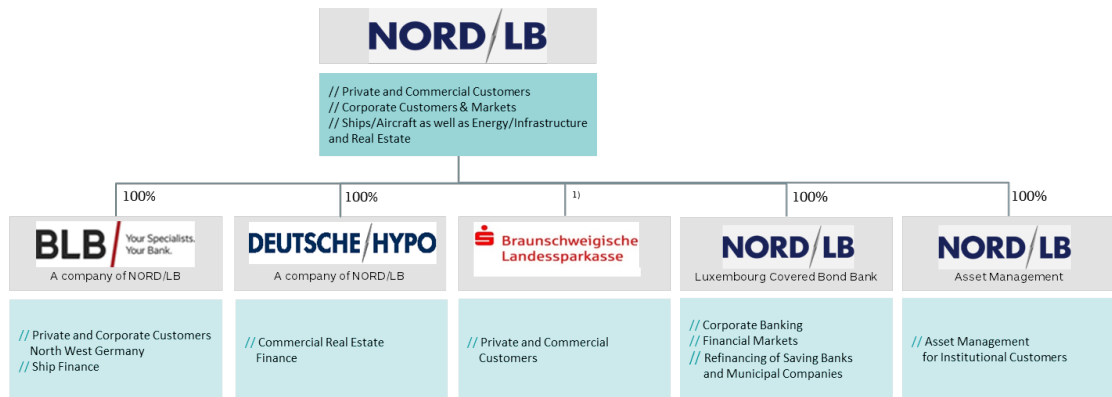 NORD/LB
// Private and Commercial Customers
// Corporate Customers & Markets
// Ships/Aircraft as well as Energy/Infrastructure
and Real Estate
100%
100%
1)
100%
100%
BLB
Your Specialists.
Your Bank.
A company of NORD/LB
DEUTSCHE/HYPO
A company of NORD/LB
Braunschweigische
Landessparkasse
NORD/LB
Luxembourg Covered Bond Bank
NORD/LB
Asset Management
// Private and Corporate Customers
North West Germany
// Ship Finance
// Commercial Real Estate
Finance
// Private and Commercial
Customers
// Corporate Banking
// Financial Markets
// Refinancing of Saving Banks
and Municipal Companies
// Asset Management
for Institutional Customers